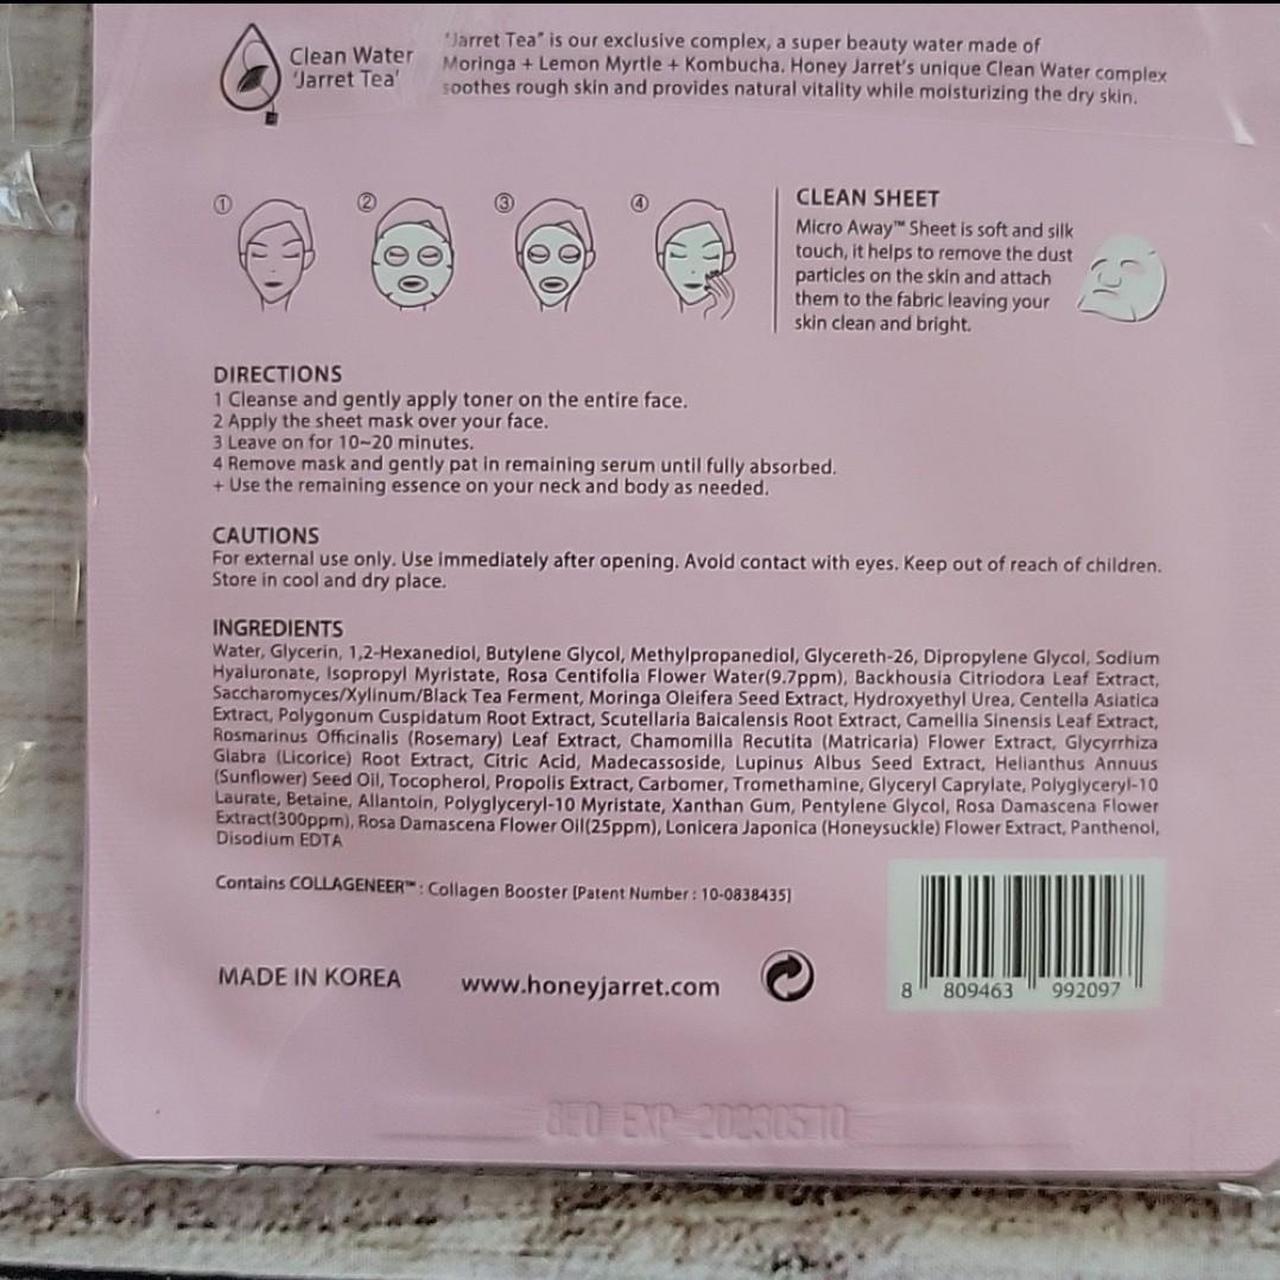 Clean Water
'Jarret Tea'
"Jarret Tea" is our exclusive complex, a super beauty water made of
Moringa + Lemon Myrtle + Kombucha. Honey Jarret's unique Clean Water complex
soothes rough skin and provides natural vitality while moisturizing the dry skin.
① ② ③ ④
CLEAN SHEET
Micro Away™ Sheet is soft and silk
touch, it helps to remove the dust
particles on the skin and attach
them to the fabric leaving your
skin clean and bright.
DIRECTIONS
1 Cleanse and gently apply toner on the entire face.
2 Apply the sheet mask over your face.
3 Leave on for 10~20 minutes.
4 Remove mask and gently pat in remaining serum until fully absorbed.
+ Use the remaining essence on your neck and body as needed.
CAUTIONS
For external use only. Use immediately after opening. Avoid contact with eyes. Keep out of reach of children.
Store in cool and dry place.
INGREDIENTS
Water, Glycerin, 1,2-Hexanediol, Butylene Glycol, Methylpropanediol, Glycereth-26, Dipropylene Glycol, Sodium
Hyaluronate, Isopropyl Myristate, Rosa Centifolia Flower Water(9.7ppm), Backhousia Citriodora Leaf Extract,
Saccharomyces/Xylinum/Black Tea Ferment, Moringa Oleifera Seed Extract, Hydroxyethyl Urea, Centella Asiatica
Extract, Polygonum Cuspidatum Root Extract, Scutellaria Baicalensis Root Extract, Camellia Sinensis Leaf Extract,
Rosmarinus Officinalis (Rosemary) Leaf Extract, Chamomilla Recutita (Matricaria) Flower Extract, Glycyrrhiza
Glabra (Licorice) Root Extract, Citric Acid, Madecassoside, Lupinus Albus Seed Extract, Helianthus Annuus
(Sunflower) Seed Oil, Tocopherol, Propolis Extract, Carbomer, Tromethamine, Glyceryl Caprylate, Polyglyceryl-10
Laurate, Betaine, Allantoin, Polyglyceryl-10 Myristate, Xanthan Gum, Pentylene Glycol, Rosa Damascena Flower
Extract(300ppm), Rosa Damascena Flower Oil(25ppm), Lonicera Japonica (Honeysuckle) Flower Extract, Panthenol,
Disodium EDTA
Contains COLLAGENEER™ : Collagen Booster [Patent Number : 10-0838435]
MADE IN KOREA
www.honeyjarret.com
8 809463 992097
EXP 20230510